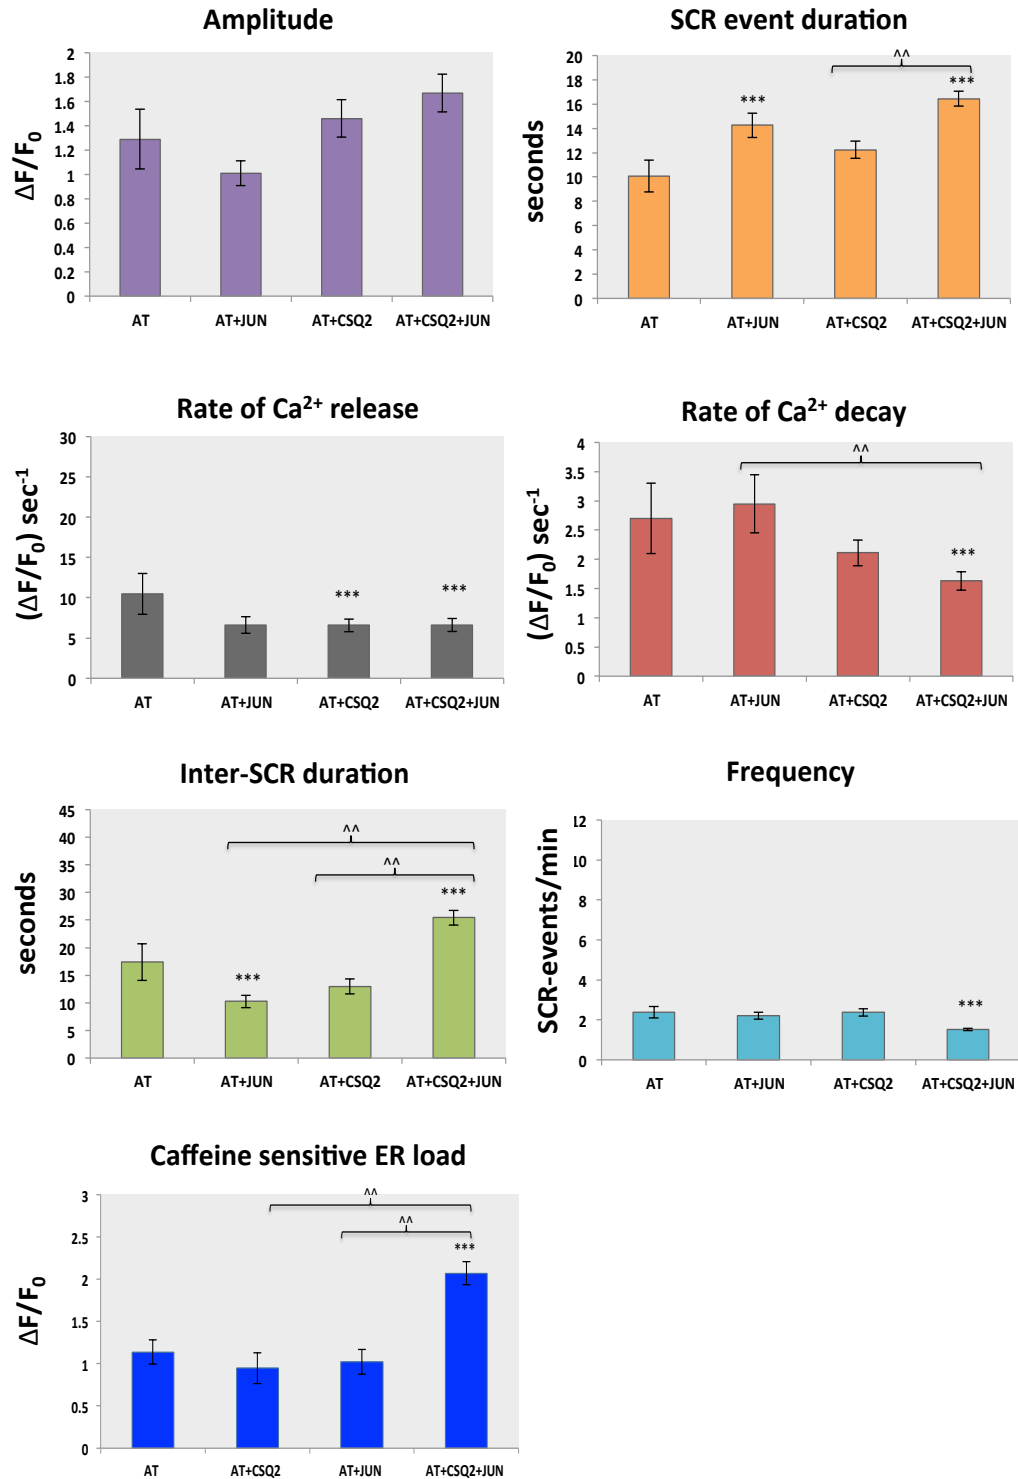 Amplitude
ΔF/F0
2
1.8
1.6
1.4
1.2
1
0.8
0.6
0.4
0.2
0
AT
AT+JUN
AT+CSQ2
AT+CSQ2+JUN
SCR event duration
seconds
20
18
16
14
12
10
8
6
4
2
0
***
^^
***
AT
AT+JUN
AT+CSQ2
AT+CSQ2+JUN
Rate of Ca2+ release
(ΔF/F0) sec-1
30
25
20
15
10
5
0
***
***
AT
AT+JUN
AT+CSQ2
AT+CSQ2+JUN
Rate of Ca2+ decay
(ΔF/F0) sec-1
4
3.5
3
2.5
2
1.5
1
0.5
0
^^
***
AT
AT+JUN
AT+CSQ2
AT+CSQ2+JUN
Inter-SCR duration
seconds
45
40
35
30
25
20
15
10
5
0
^^
^^
***
***
AT
AT+JUN
AT+CSQ2
AT+CSQ2+JUN
Frequency
SCR-events/min
12
10
8
6
4
2
0
***
AT
AT+JUN
AT+CSQ2
AT+CSQ2+JUN
Caffeine sensitive ER load
ΔF/F0
3
2.5
2
1.5
1
0.5
0
^^
^^
***
AT
AT+CSQ2
AT+JUN
AT+CSQ2+JUN